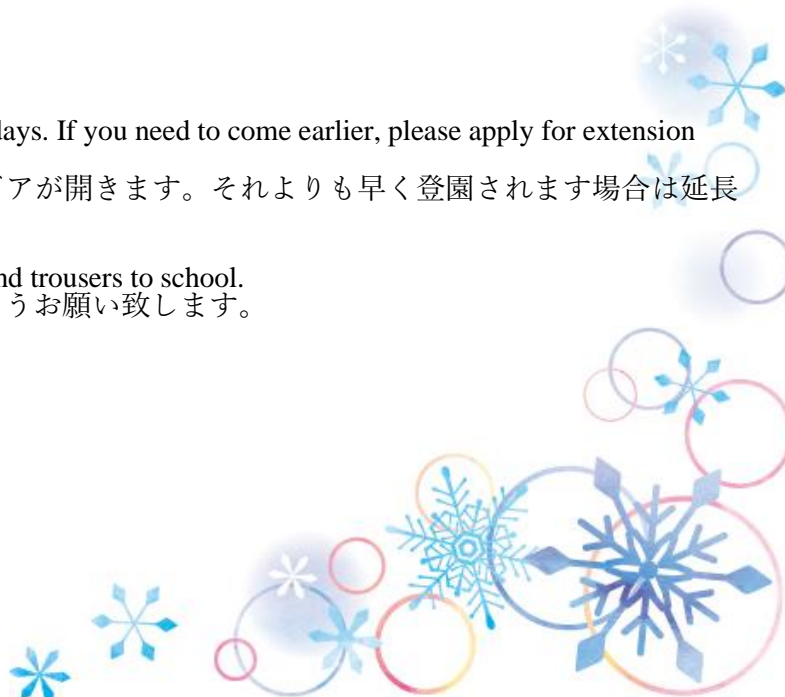 days. If you need to come earlier, please apply for extension
アが開きます。それよりも早く登園されます場合は延長
nd trousers to school.
うお願い致します。